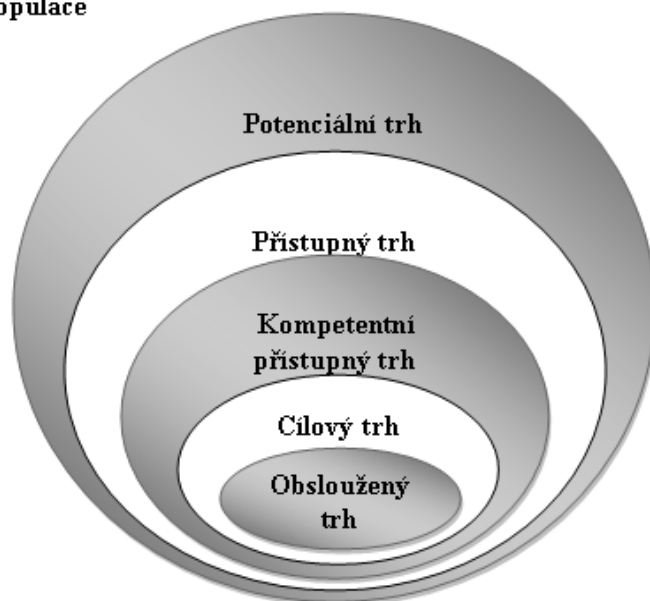 opulace
Potenciální trh
Přístupný trh
Kompetentní
přístupný trh
Cílový trh
Obsloužený
trh